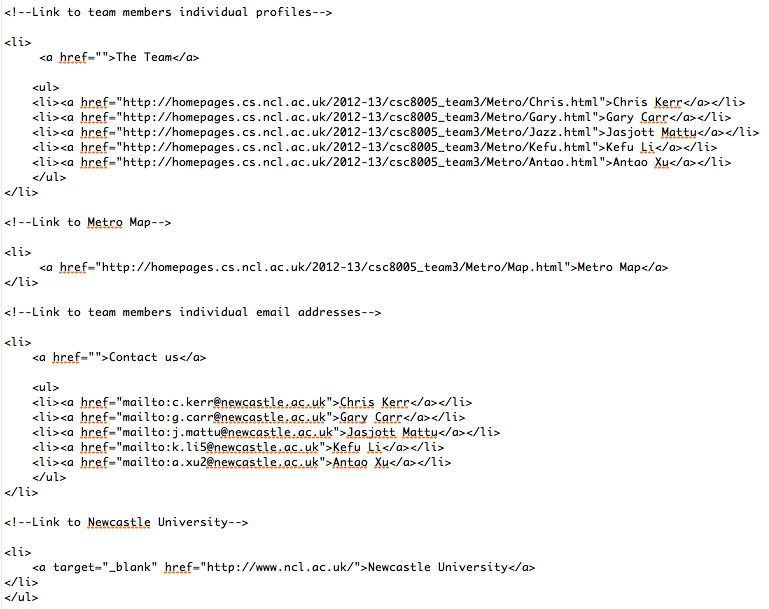 <!--Link to team members individual profiles-->
<li>
<a href="">The Team</a>
<ul>
<li><a href="http://homepages.cs.ncl.ac.uk/2012-13/csc8005_team3/Metro/Chris.html">Chris Kerr</a></li>
<li><a href="http://homepages.cs.ncl.ac.uk/2012-13/csc8005_team3/Metro/Gary.html">Gary Carr</a></li>
<li><a href="http://homepages.cs.ncl.ac.uk/2012-13/csc8005_team3/Metro/Jazz.html">Jasjott Mattu</a></li>
<li><a href="http://homepages.cs.ncl.ac.uk/2012-13/csc8005_team3/Metro/Kefu.html">Kefu Li</a></li>
<li><a href="http://homepages.cs.ncl.ac.uk/2012-13/csc8005_team3/Metro/Antao.html">Antao Xu</a></li>
</ul>
</li>
<!--Link to Metro Map-->
<li>
<a href="http://homepages.cs.ncl.ac.uk/2012-13/csc8005_team3/Metro/Map.html">Metro Map</a>
</li>
<!--Link to team members individual email addresses-->
<li>
<a href="">Contact us</a>
<ul>
<li><a href="mailto:c.kerr@newcastle.ac.uk">Chris Kerr</a></li>
<li><a href="mailto:g.carr@newcastle.ac.uk">Gary Carr</a></li>
<li><a href="mailto:j.mattu@newcastle.ac.uk">Jasjott Mattu</a></li>
<li><a href="mailto:k.li5@newcastle.ac.uk">Kefu Li</a></li>
<li><a href="mailto:a.xu2@newcastle.ac.uk">Antao Xu</a></li>
</ul>
</li>
<!--Link to Newcastle University-->
<li>
<a target="_blank" href="http://www.ncl.ac.uk/">Newcastle University</a>
</li>
</ul>